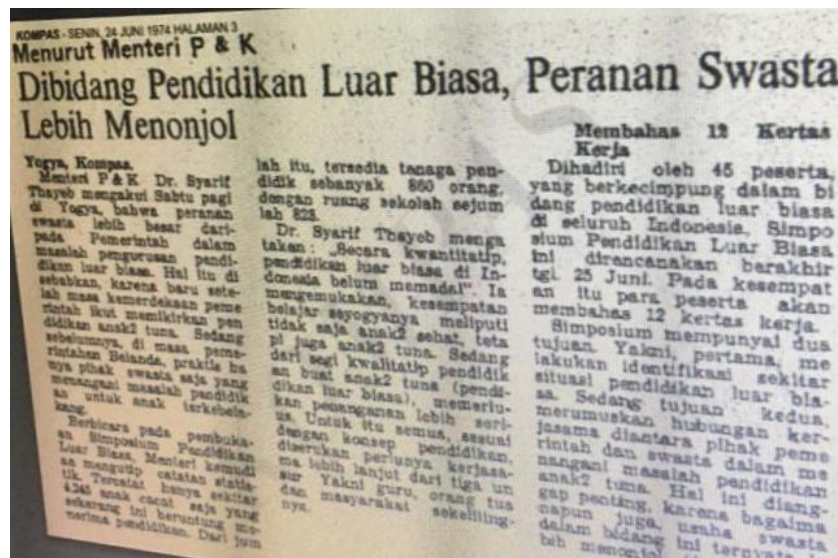 KOMPAS - SENIN, 24 JUNI 1974 HALAMAN 3
Menurut Menteri P & K
Dibidang Pendidikan Luar Biasa, Peranan Swasta
Lebih Menonjol
Yogya, Kompas.
Menteri P & K Dr. Syarif
Thayeb mengakui Sabtu pagi
di Yogya, bahwa peranan
swasta lebih besar dari-
pada Pemerintah dalam
masalah pengurusan pendi-
dikan luar biasa. Hal itu di
sebabkan, karena baru sete-
lah masa kemerdekaan peme
rintah ikut memikirkan pen
didikan anak2 tuna. Sedang
sebelumnya, di masa peme-
rintahan Belanda, praktis ha
nya pihak swasta saja yang
menangani masalah pendidik
an untuk anak terkebela-
kang.
Berbicara pada pembuka-
an Simposium Pendidikan
Luar Biasa, Menteri kemudi
an mengutip catatan statis-
tik. Tercatat hanya sekitar
4.245 anak cacat saja yang
sekarang ini beruntung me-
nerima pendidikan. Dari jum
lah itu, tersedia tenaga pen-
didik sebanyak 860 orang,
dengan ruang sekolah sejum
lah 823.
Dr. Syarif Thayeb menga
takan : „Secara kwantitatip,
pendidikan luar biasa di In-
donesia belum memadai". Ia
mengemukakan, kesempatan
belajar sayogyanya meliputi
tidak saja anak2 sehat, teta
pi juga anak2 tuna. Sedang
dari segi kwalitatip pendidik
an buat anak2 tuna (pendi-
dikan luar biasa), memerlu-
kan penanganan lebih seri-
us. Untuk itu semua, sesuai
dengan konsep pendidikan,
diserukan perlunya kerjasa-
ma lebih lanjut dari tiga un
sur Yakni guru, orang tua
dan masyarakat sekeliling-
nya.
Membahas 12 Kertas
Kerja
Dihadiri oleh 45 peserta,
yang berkecimpung dalam bi
dang pendidikan luar biasa
di seluruh Indonesia, Simpo
sium Pendidikan Luar Biasa
ini direncanakan berakhir
tgl. 25 Juni. Pada kesempat
an itu para peserta akan
membahas 12 kertas kerja.
Simposium mempunyai dua
tujuan. Yakni, pertama, me
lakukan identifikasi sekitar
situasi pendidikan luar bia-
sa. Sedang tujuan kedua,
merumuskan hubungan ker-
jasama diantara pihak peme
rintah dan swasta dalam me
nangani masalah pendidikan
anak2 tuna. Hal ini diang-
gap penting, karena bagaima
napun juga, usaha swasta
dalam bidang ini
bih